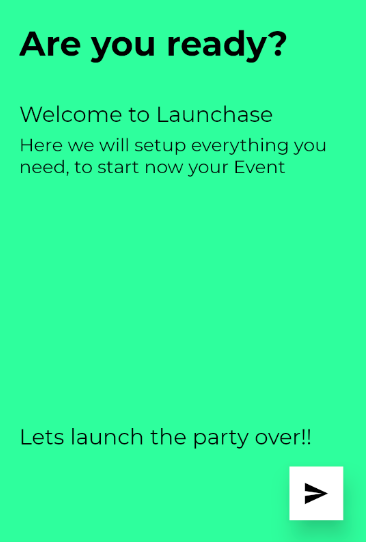 Are you ready?
Welcome to Launchase
Here we will setup everything you
need, to start now your Event
Lets launch the party over!!